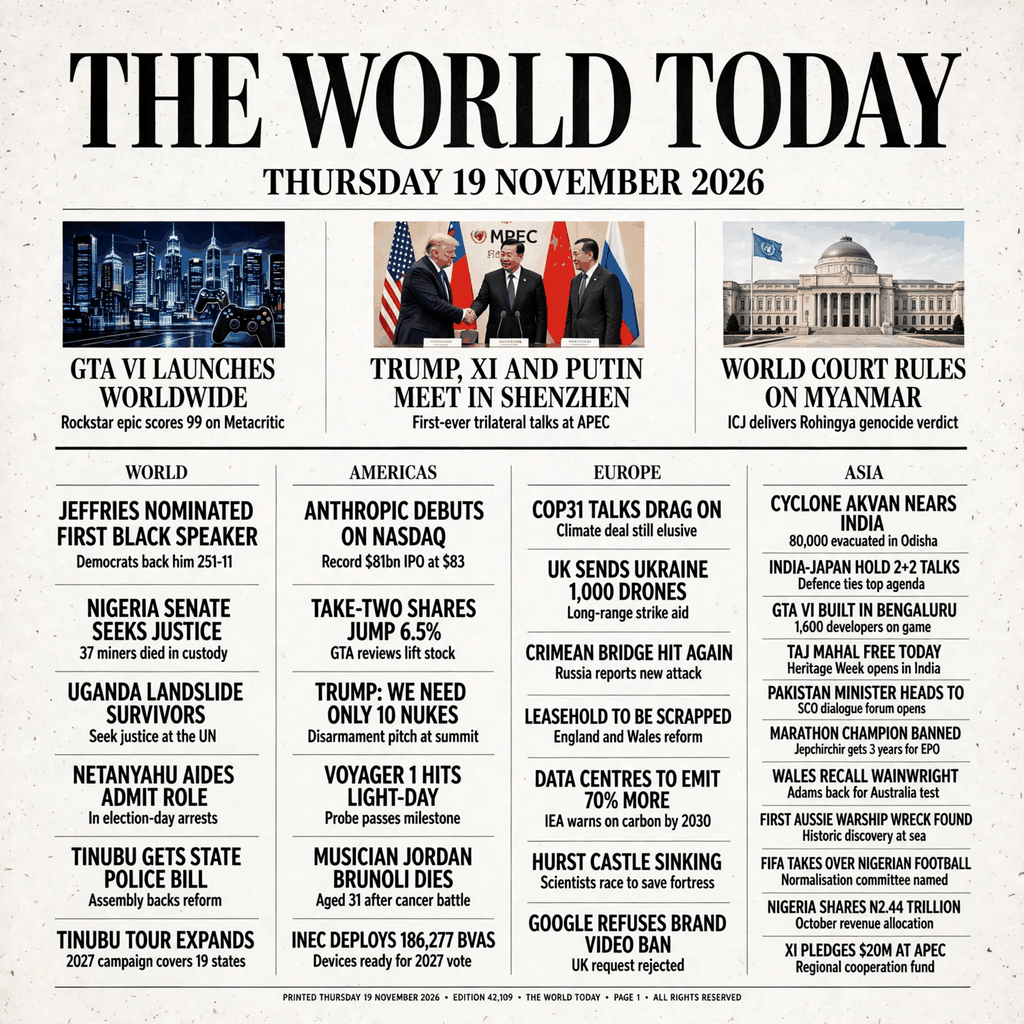 THE WORLD TODAY
THURSDAY 19 NOVEMBER 2026
MPEC
GTA VI LAUNCHES
WORLDWIDE
Rockstar epic scores 99 on Metacritic
TRUMP, XI AND PUTIN
MEET IN SHENZHEN
First-ever trilateral talks at APEC
WORLD COURT RULES
ON MYANMAR
ICJ delivers Rohingya genocide verdict
WORLD
JEFFRIES NOMINATED
FIRST BLACK SPEAKER
Democrats back him 251-11
NIGERIA SENATE
SEEKS JUSTICE
37 miners died in custody
UGANDA LANDSLIDE
SURVIVORS
Seek justice at the UN
NETANYAHU AIDES
ADMIT ROLE
In election-day arrests
TINUBU GETS STATE
POLICE BILL
Assembly backs reform
TINUBU TOUR EXPANDS
2027 campaign covers 19 states
AMERICAS
ANTHROPIC DEBUTS
ON NASDAQ
Record $81bn IPO at $83
TAKE-TWO SHARES
JUMP 6.5%
GTA reviews lift stock
TRUMP: WE NEED
ONLY 10 NUKES
Disarmament pitch at summit
VOYAGER 1 HITS
LIGHT-DAY
Probe passes milestone
MUSICIAN JORDAN
BRUNOLI DIES
Aged 31 after cancer battle
INEC DEPLOYS 186,277 BVAS
Devices ready for 2027 vote
EUROPE
COP31 TALKS DRAG ON
Climate deal still elusive
UK SENDS UKRAINE
1,000 DRONES
Long-range strike aid
CRIMEAN BRIDGE HIT AGAIN
Russia reports new attack
LEASEHOLD TO BE SCRAPPED
England and Wales reform
DATA CENTRES TO EMIT
70% MORE
IEA warns on carbon by 2030
HURST CASTLE SINKING
Scientists race to save fortress
GOOGLE REFUSES BRAND
VIDEO BAN
UK request rejected
ASIA
CYCLONE AKVAN NEARS
INDIA
80,000 evacuated in Odisha
INDIA-JAPAN HOLD 2+2 TALKS
Defence ties top agenda
GTA VI BUILT IN BENGALURU
1,600 developers on game
TAJ MAHAL FREE TODAY
Heritage Week opens in India
PAKISTAN MINISTER HEADS TO
SCO dialogue forum opens
MARATHON CHAMPION BANNED
Jepchirchir gets 3 years for EPO
WALES RECALL WAINWRIGHT
Adams back for Australia test
FIRST AUSSIE WARSHIP WRECK FOUND
Historic discovery at sea
FIFA TAKES OVER NIGERIAN FOOTBALL
Normalisation committee named
NIGERIA SHARES N2.44 TRILLION
October revenue allocation
XI PLEDGES $20M AT APEC
Regional cooperation fund
PRINTED THURSDAY 19 NOVEMBER 2026 • EDITION 42,109 • THE WORLD TODAY • PAGE 1 • ALL RIGHTS RESERVED